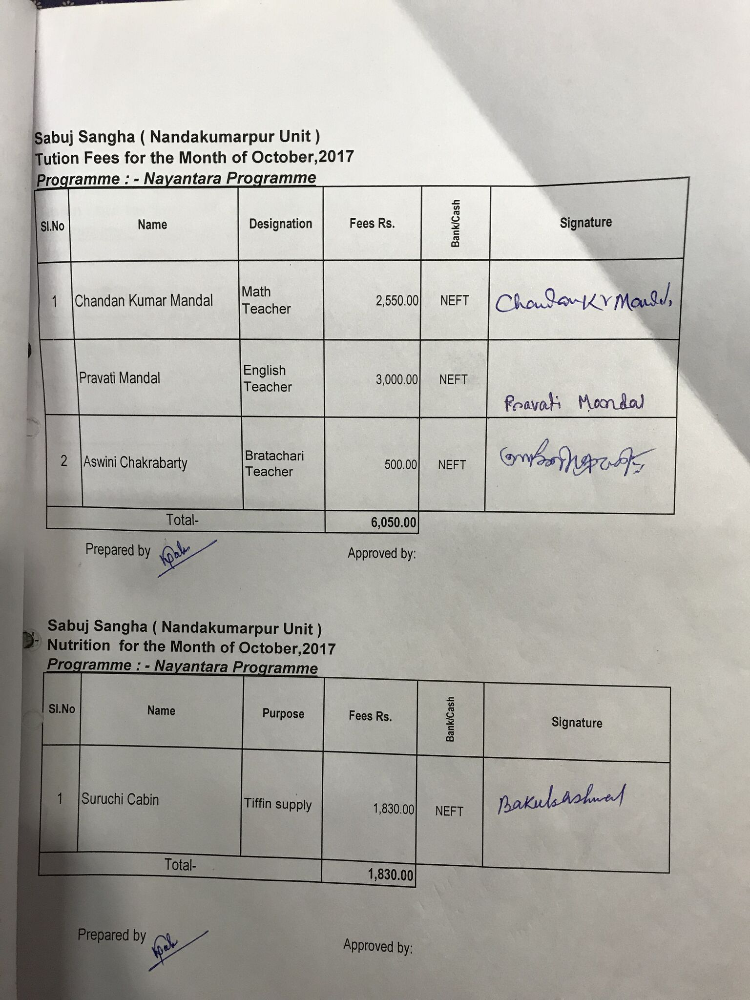 Sabuj Sangha ( Nandakumarpur Unit )
Tution Fees for the Month of October,2017
Programme : - Nayantara Programme
Sl.No Name Designation Fees Rs. Bank/Cash Signature
1 Chandan Kumar Mandal Math Teacher 2,550.00 NEFT Chandan Kr Mandal
Pravati Mandal English Teacher 3,000.00 NEFT Pravati Mondal
2 Aswini Chakrabarty Bratachari Teacher 500.00 NEFT
Total- 6,050.00
Prepared by Approved by:
Sabuj Sangha ( Nandakumarpur Unit )
Nutrition for the Month of October,2017
Programme : - Nayantara Programme
Sl.No Name Purpose Fees Rs. Bank/Cash Signature
1 Suruchi Cabin Tiffin supply 1,830.00 NEFT
Total- 1,830.00
Prepared by Approved by: